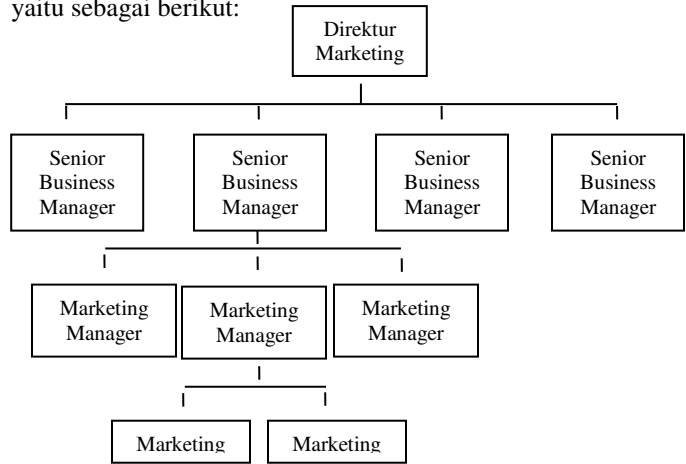 yaitu sebagai berikut:
Direktur
Marketing
Senior
Business
Manager
Senior
Business
Manager
Senior
Business
Manager
Senior
Business
Manager
Marketing
Manager
Marketing
Manager
Marketing
Manager
Marketing
Marketing